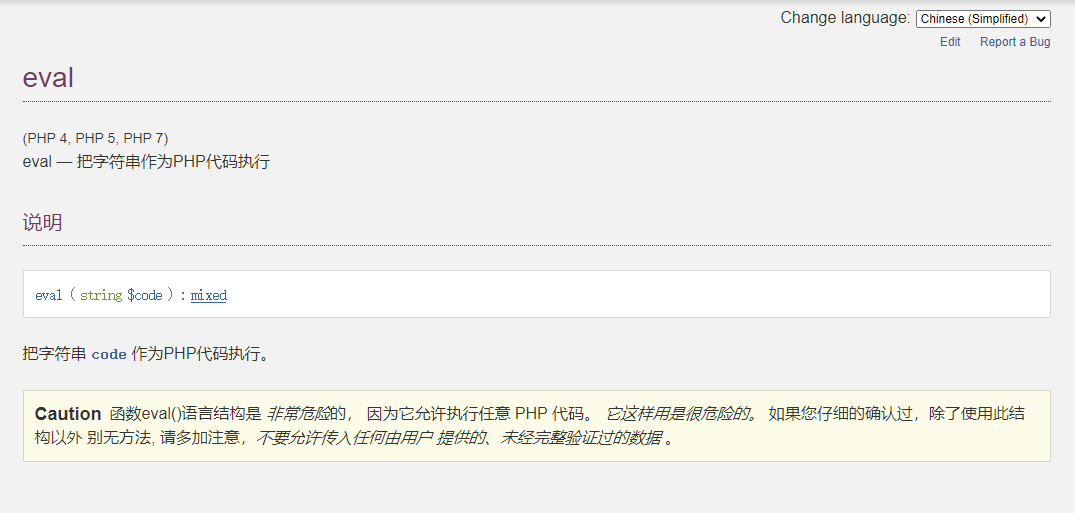 Change language: Chinese (Simplified)
Edit Report a Bug
eval
(PHP 4, PHP 5, PHP 7)
eval — 把字符串作为PHP代码执行
说明
eval ( string $code ) : mixed
把字符串 code 作为PHP代码执行。
Caution 函数eval()语言结构是 非常危险的， 因为它允许执行任意 PHP 代码。 它这样用是很危险的。 如果您仔细的确认过，除了使用此结
构以外 别无方法, 请多加注意，不要允许传入任何由用户 提供的、未经完整验证过的数据 。